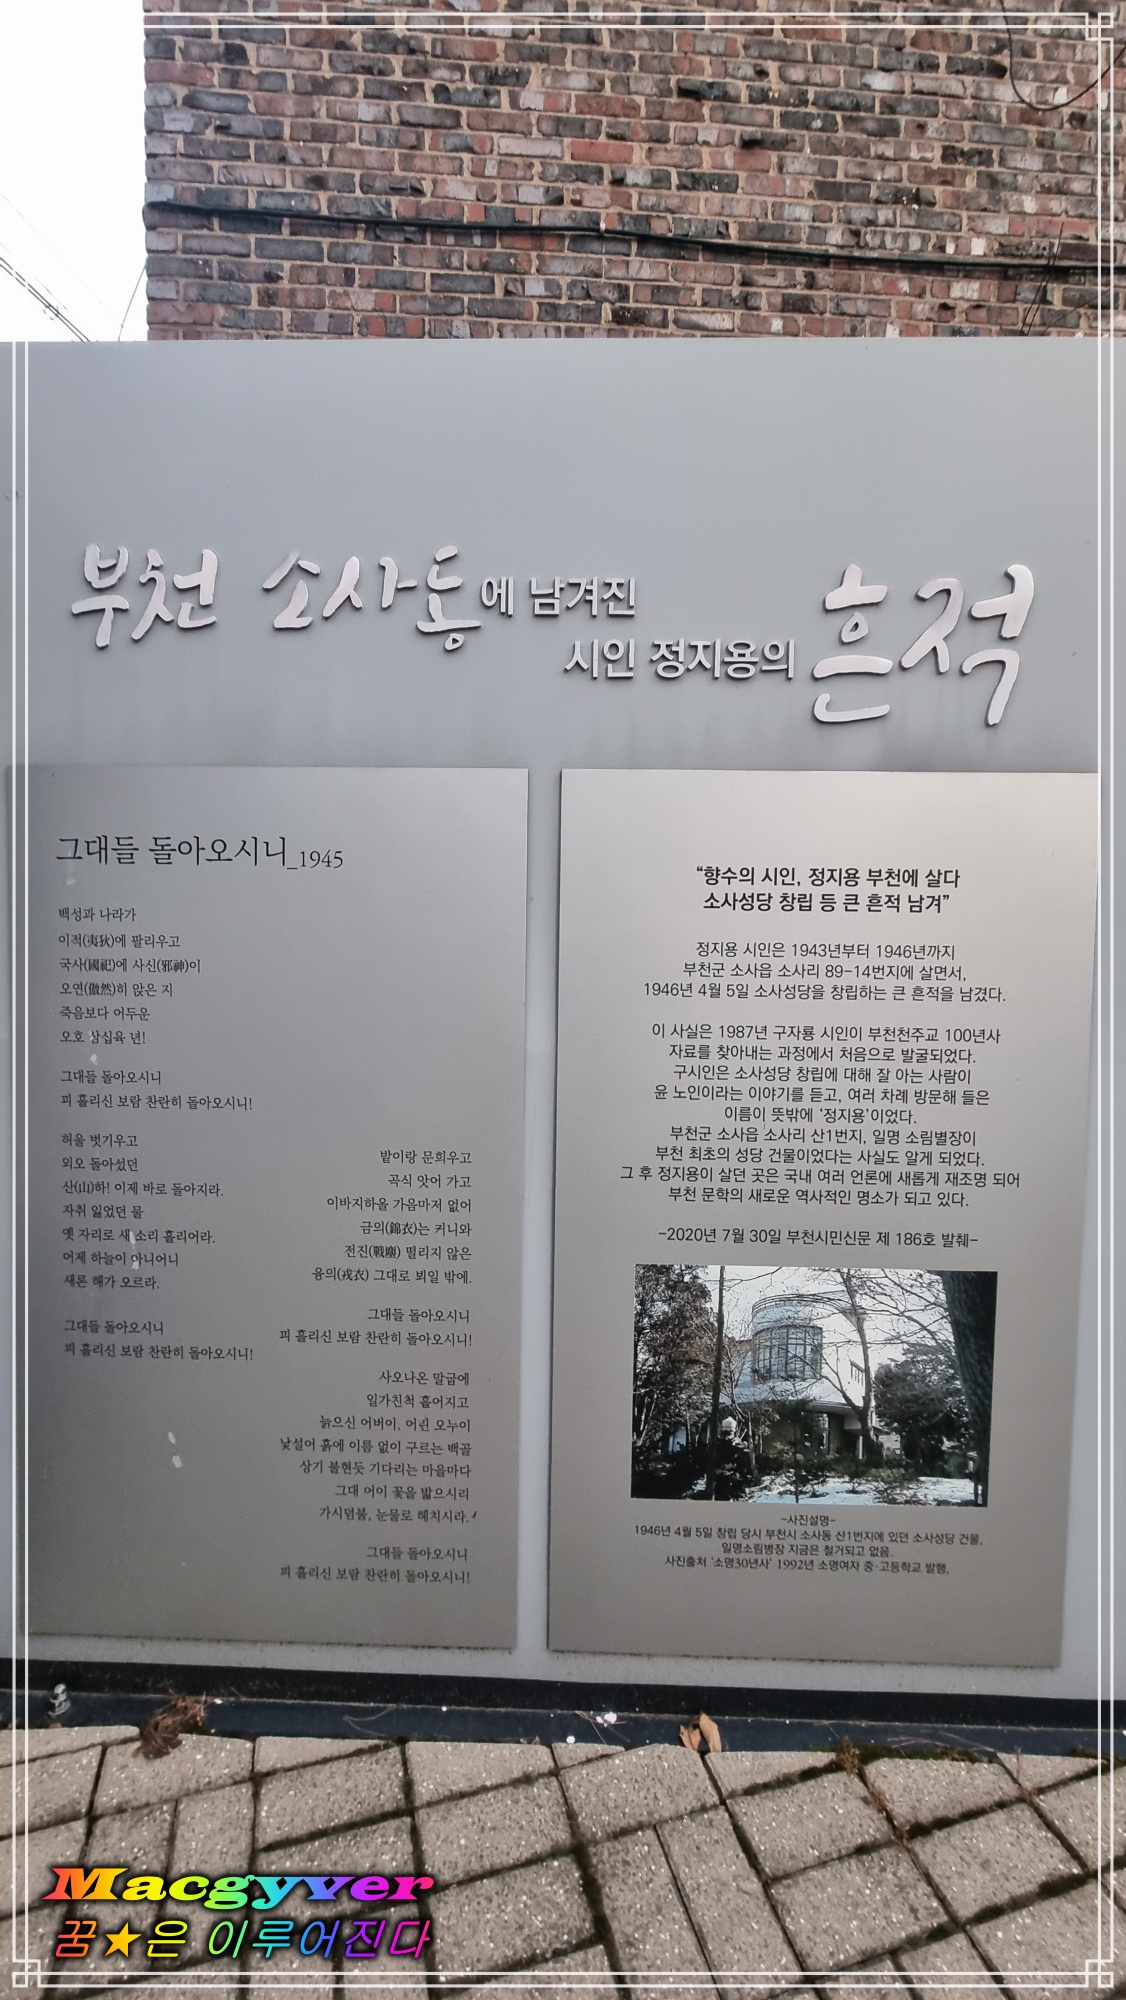 부천 소사동에 남겨진
시인 정지용의 흔적
그대들 돌아오시니_1945
백성과 나라가
이적(夷狄)에 팔리우고
국사(國祀)에 사신(邪神)이
오연(傲然)히 앉은 지
죽음보다 어두운
오호 삼십육 년!
그대들 돌아오시니
피 흘리신 보람 찬란히 돌아오시니!
허울 벗기우고
외오 돌아섰던
산(山)하! 이제 바로 돌아지라.
자취 잃었던 물
옛 자리로 새 소리 흘리어라.
어제 하늘이 아니어니
새론 해가 오르라.
그대들 돌아오시니
피 흘리신 보람 찬란히 돌아오시니!
밭이랑 문희우고
곡식 앗어 가고
이바지하올 가음마저 없어
금의(錦衣)는 커니와
전진(戰塵) 떨리지 않은
융의(戎衣) 그대로 뵈일 밖에.
그대들 돌아오시니
피 흘리신 보람 찬란히 돌아오시니!
사오나온 말굽에
일가친척 흩어지고
늙으신 어버이, 어린 오누이
낯설어 흙에 이름 없이 구르는 백골
상기 불현듯 기다리는 마을마다
그대 어이 꽃을 밟으시리
가시덤불, 눈물로 헤치시라.
그대들 돌아오시니
피 흘리신 보람 찬란히 돌아오시니!
“향수의 시인, 정지용 부천에 살다
소사성당 창립 등 큰 흔적 남겨”
정지용 시인은 1943년부터 1946년까지
부천군 소사읍 소사리 89-14번지에 살면서,
1946년 4월 5일 소사성당을 창립하는 큰 흔적을 남겼다.
이 사실은 1987년 구자룡 시인이 부천천주교 100년사
자료를 찾아내는 과정에서 처음으로 발굴되었다.
구시인은 소사성당 창립에 대해 잘 아는 사람이
윤 노인이라는 이야기를 듣고, 여러 차례 방문해 들은
이름이 뜻밖에 ‘정지용’이었다.
부천군 소사읍 소사리 산1번지, 일명 소림별장이
부천 최초의 성당 건물이었다는 사실도 알게 되었다.
그 후 정지용이 살던 곳은 국내 여러 언론에 새롭게 재조명 되어
부천 문학의 새로운 역사적인 명소가 되고 있다.
-2020년 7월 30일 부천시민신문 제 186호 발췌-
-사진설명-
1946년 4월 5일 창립 당시 부천시 소사동 산1번지에 있던 소사성당 건물,
일명소림병장 지금은 철거되고 없음.
사진출처 '소명30년사' 1992년 소명여자 중·고등학교 발행.
Macgyver
꿈★은 이루어진다